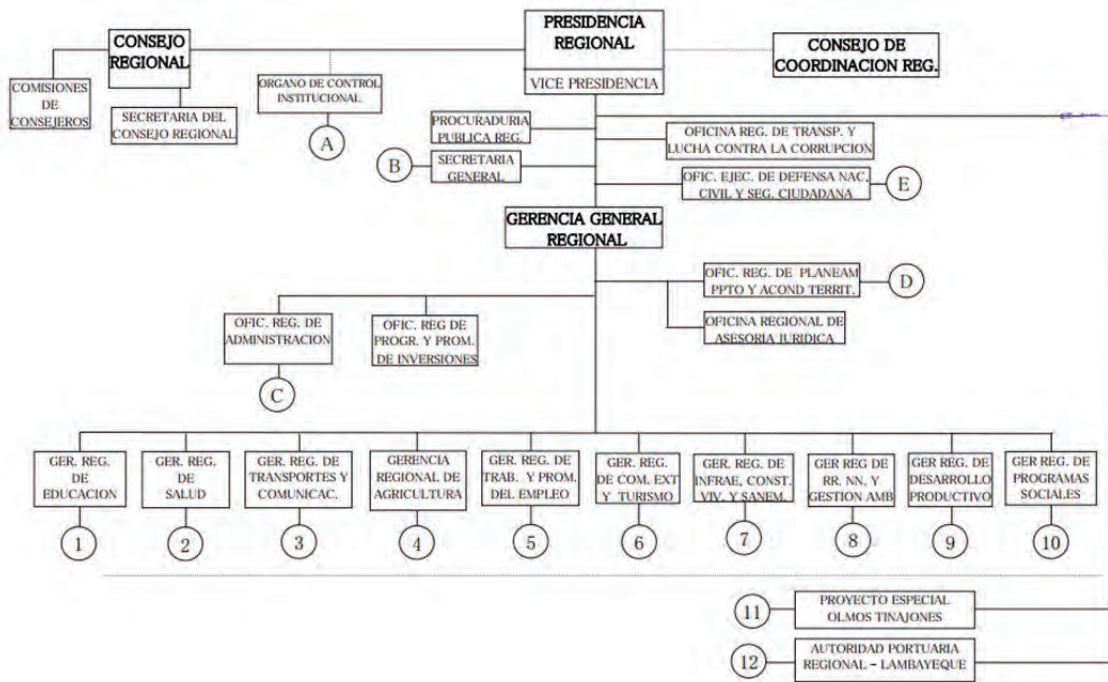 PRESIDENCIA
REGIONAL
VICE PRESIDENCIA
CONSEJO
REGIONAL
CONSEJO DE
COORDINACION REG.
COMISIONES
DE
CONSEJEROS
SECRETARIA DEL
CONSEJO REGIONAL
ORGANO DE CONTROL
INSTITUCIONAL
A
PROCURADURIA
PUBLICA REG.
OFICINA REG. DE TRANSP. Y
LUCHA CONTRA LA CORRUPCION
B
SECRETARIA
GENERAL
OFIC. EJEC. DE DEFENSA NAC.
CIVIL Y SEG. CIUDADANA
E
GERENCIA GENERAL
REGIONAL
OFIC. REG. DE PLANEAM
PPTO Y ACOND TERRIT.
D
OFICINA REGIONAL DE
ASESORIA JURIDICA
OFIC. REG. DE
ADMINISTRACION
C
OFIC. REG DE
PROGR. Y PROM.
DE INVERSIONES
GER. REG.
DE
EDUCACION
1
GER. REG.
DE
SALUD
2
GER. REG. DE
TRANSPORTES Y
COMUNICAC.
3
GERENCIA
REGIONAL DE
AGRICULTURA
4
GER. REG. DE
TRAB. Y PROM.
DEL EMPLEO
5
GER. REG.
DE COM. EXT
Y TURISMO
6
GER. REG. DE
INFRAE, CONST.
VIV. Y SANEM.
7
GER REG DE
RR. NN. Y
GESTION AMB
8
GER. REG. DE
DESARROLLO
PRODUCTIVO
9
GER REG. DE
PROGRAMAS
SOCIALES
10
11
PROYECTO ESPECIAL
OLMOS TINAJONES
12
AUTORIDAD PORTUARIA
REGIONAL - LAMBAYEQUE